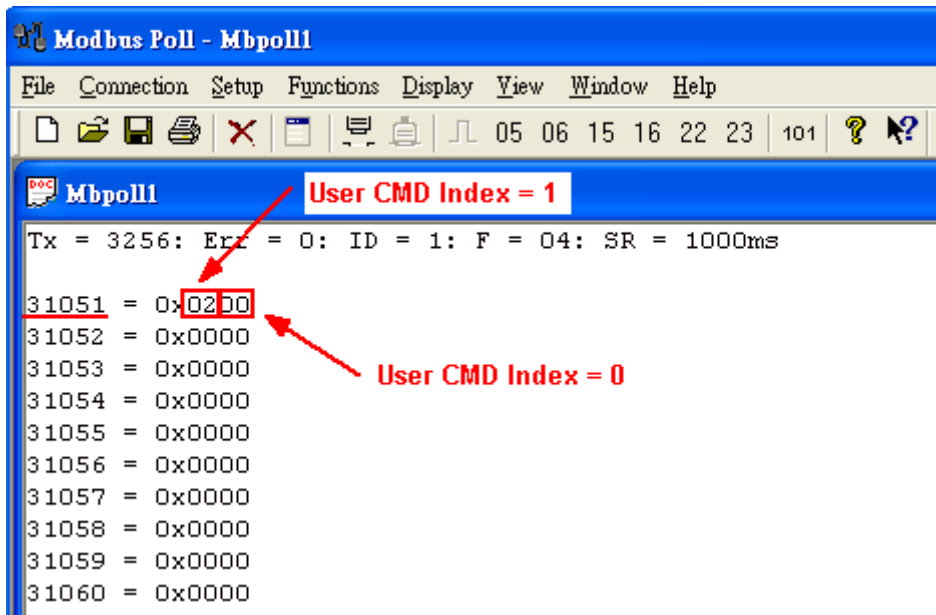 Modbus Poll - Mbpoll1
File Connection Setup Functions Display View Window Help
05 06 15 16 22 23 101
DOC Mbpoll1
User CMD Index = 1
Tx = 3256: Err = 0: ID = 1: F = 04: SR = 1000ms
31051 = 0x0200
31052 = 0x0000
User CMD Index = 0
31053 = 0x0000
31054 = 0x0000
31055 = 0x0000
31056 = 0x0000
31057 = 0x0000
31058 = 0x0000
31059 = 0x0000
31060 = 0x0000